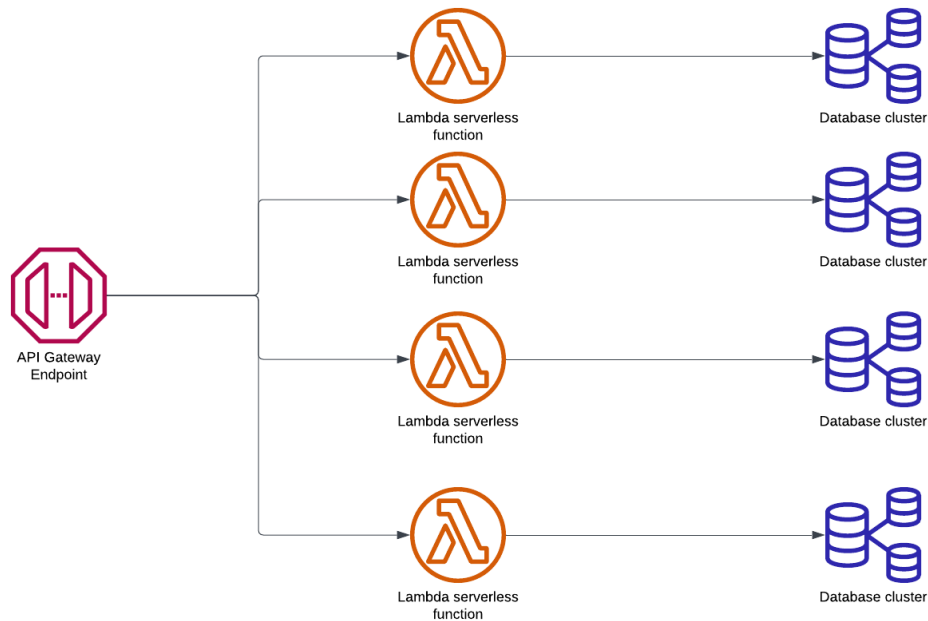 Lambda serverless
function
Database cluster
Lambda serverless
function
Database cluster
API Gateway
Endpoint
Lambda serverless
function
Database cluster
Lambda serverless
function
Database cluster